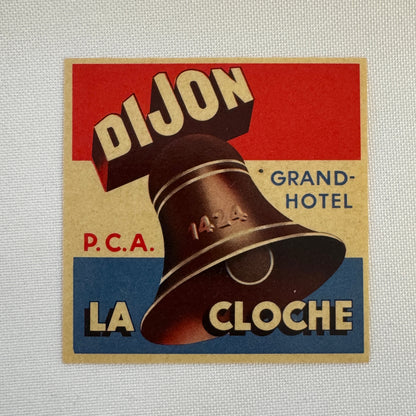 DIJON
GRAND-
HOTEL
1424
P.C.A.
LA CLOCHE